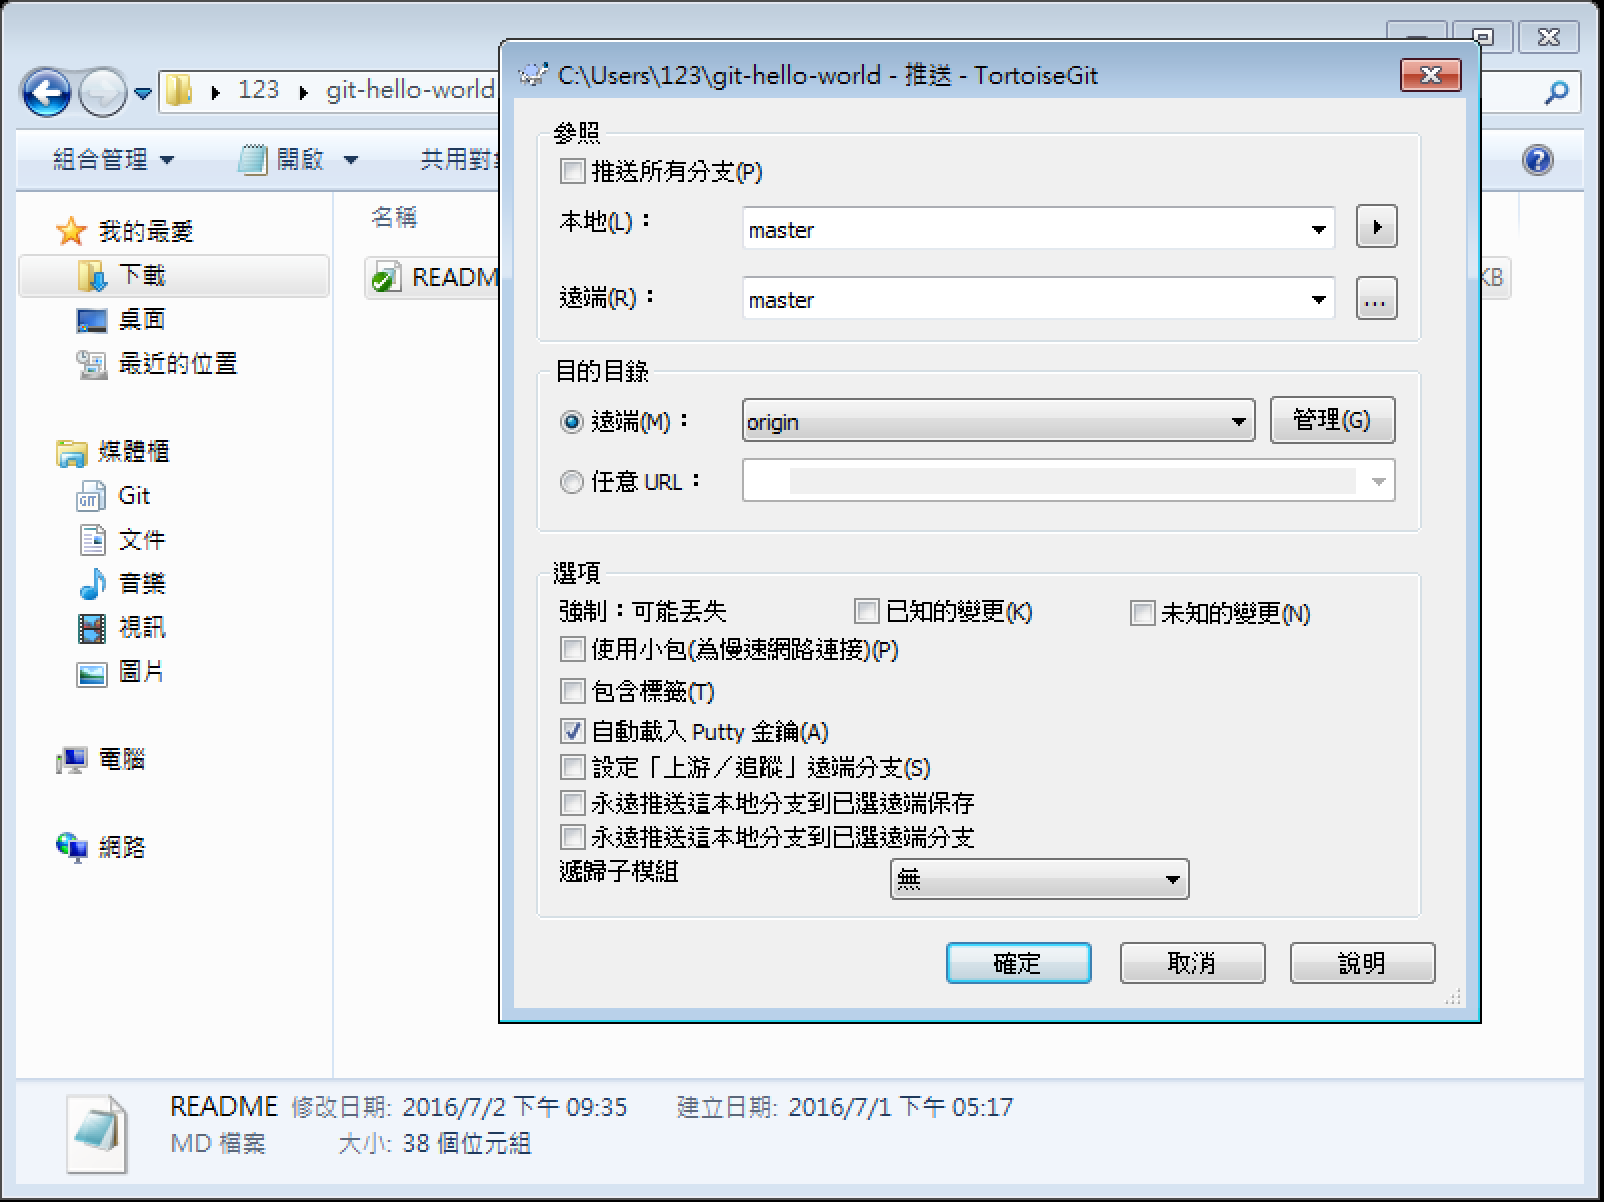 123 git-hello-world
組合管理 開啟 共用對
我的最愛
下載
桌面
最近的位置
媒體櫃
Git
文件
音樂
視訊
圖片
電腦
網路
名稱
README
KB
C:\Users\123\git-hello-world - 推送 - TortoiseGit
參照
推送所有分支(P)
本地(L)： master
遠端(R)： master ...
目的目錄
遠端(M)： origin 管理(G)
任意 URL：
選項
強制：可能丟失 已知的變更(K) 未知的變更(N)
使用小包(為慢速網路連接)(P)
包含標籤(T)
自動載入 Putty 金鑰(A)
設定「上游／追蹤」遠端分支(S)
永遠推送這本地分支到已選遠端保存
永遠推送這本地分支到已選遠端分支
遞歸子模組 無
確定 取消 說明
README 修改日期: 2016/7/2 下午 09:35 建立日期: 2016/7/1 下午 05:17
MD 檔案 大小: 38 個位元組